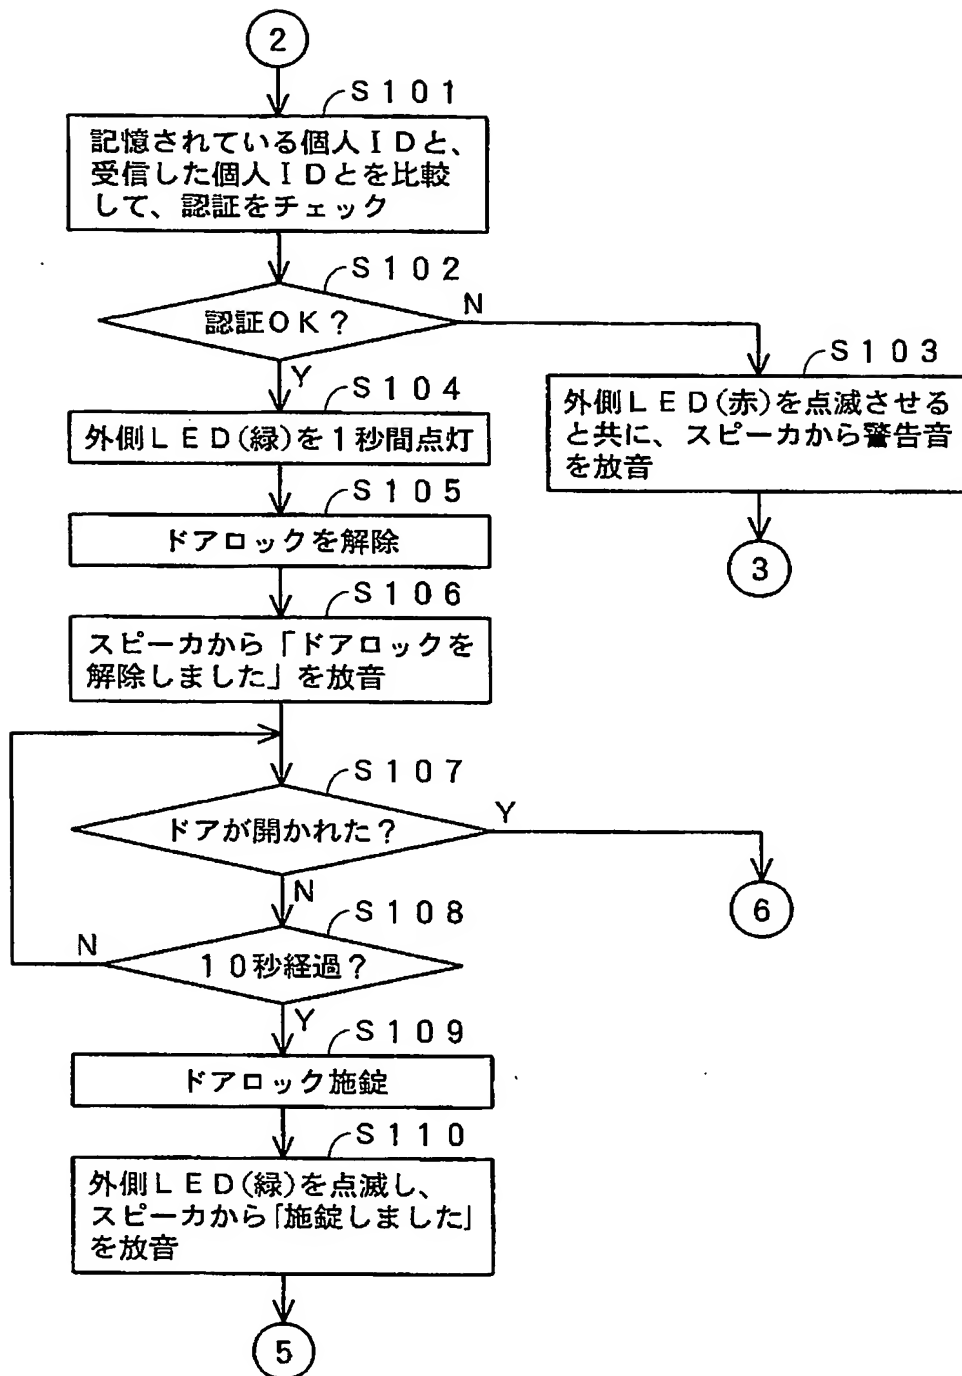 2
S101
記憶されている個人IDと、
受信した個人IDとを比較
して、認証をチェック
S102
認証OK?
N
Y
S103
外側LED(赤)を点滅させる
と共に、スピーカから警告音
を放音
3
S104
外側LED(緑)を1秒間点灯
S105
ドアロックを解除
S106
スピーカから「ドアロックを
解除しました」を放音
S107
ドアが開かれた?
Y
6
N
S108
10秒経過?
N
Y
S109
ドアロック施錠
S110
外側LED(緑)を点滅し、
スピーカから「施錠しました」
を放音
5